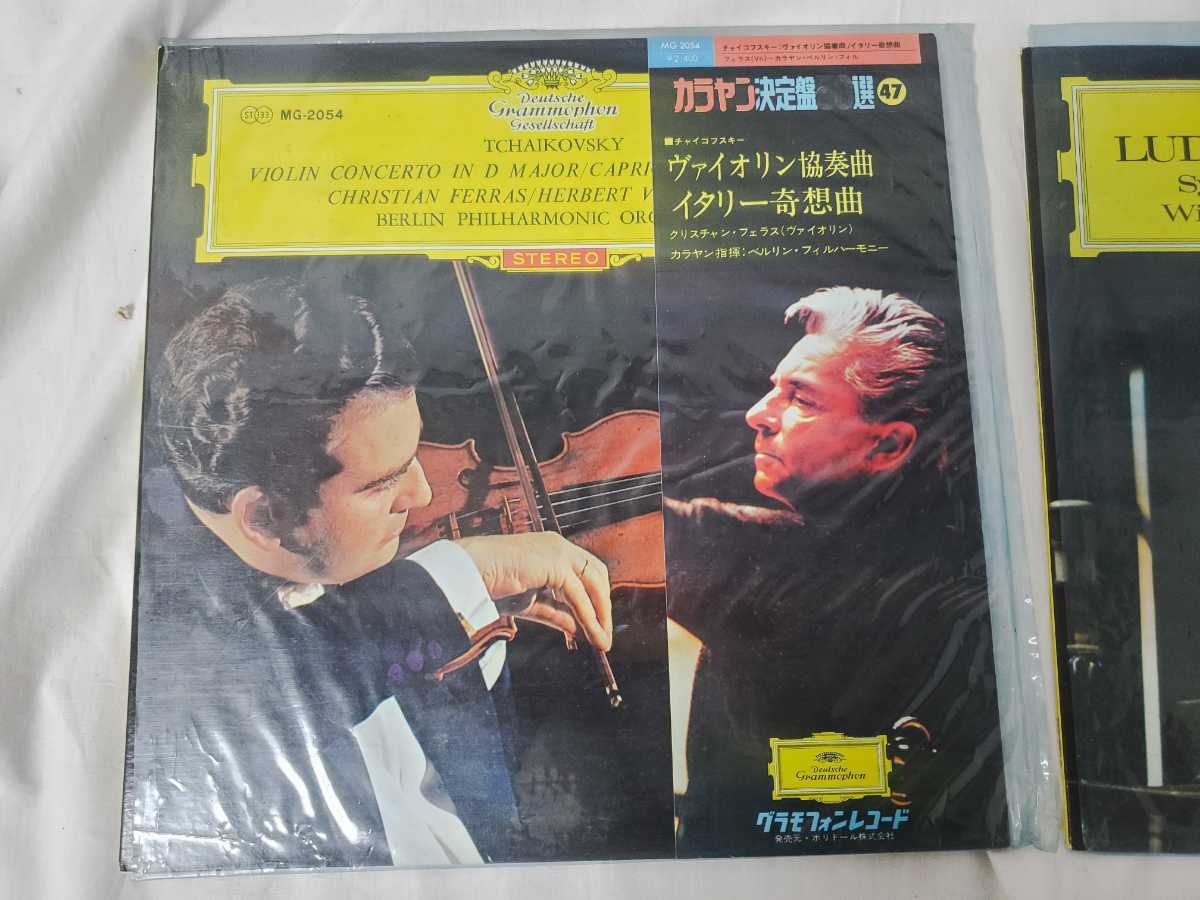 Deutsche
Grammophon
Gesellschaft
ST 33 MG-2054
TCHAIKOVSKY
VIOLIN CONCERTO IN D MAJOR/CAPRI
CHRISTIAN FERRAS/HERBERT V
BERLIN PHILHARMONIC ORC
STEREO
MG 2054
¥2,400
チャイコフスキー:ヴァイオリン協奏曲/イタリー奇想曲
フェラス(Vn)-カラヤン-ベルリン・フィル
カラヤン決定盤 選 47
■チャイコフスキー
ヴァイオリン協奏曲
イタリー奇想曲
クリスチャン・フェラス(ヴァイオリン)
カラヤン指揮:ベルリン・フィルハーモニー
Deutsche
Grammophon
グラモフォンレコード
発売元・ポリドール株式会社
LUD
Sy
Wi